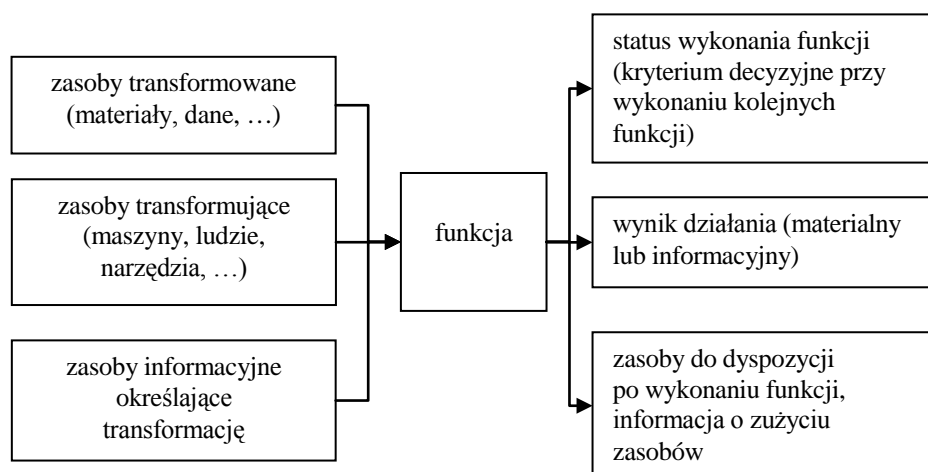 zasoby transformowane
(materiały, dane, …)
zasoby transformujące
(maszyny, ludzie,
narzędzia, …)
zasoby informacyjne
określające
transformację
funkcja
status wykonania funkcji
(kryterium decyzyjne przy
wykonaniu kolejnych
funkcji)
wynik działania (materialny
lub informacyjny)
zasoby do dyspozycji
po wykonaniu funkcji,
informacja o zużyciu
zasobów